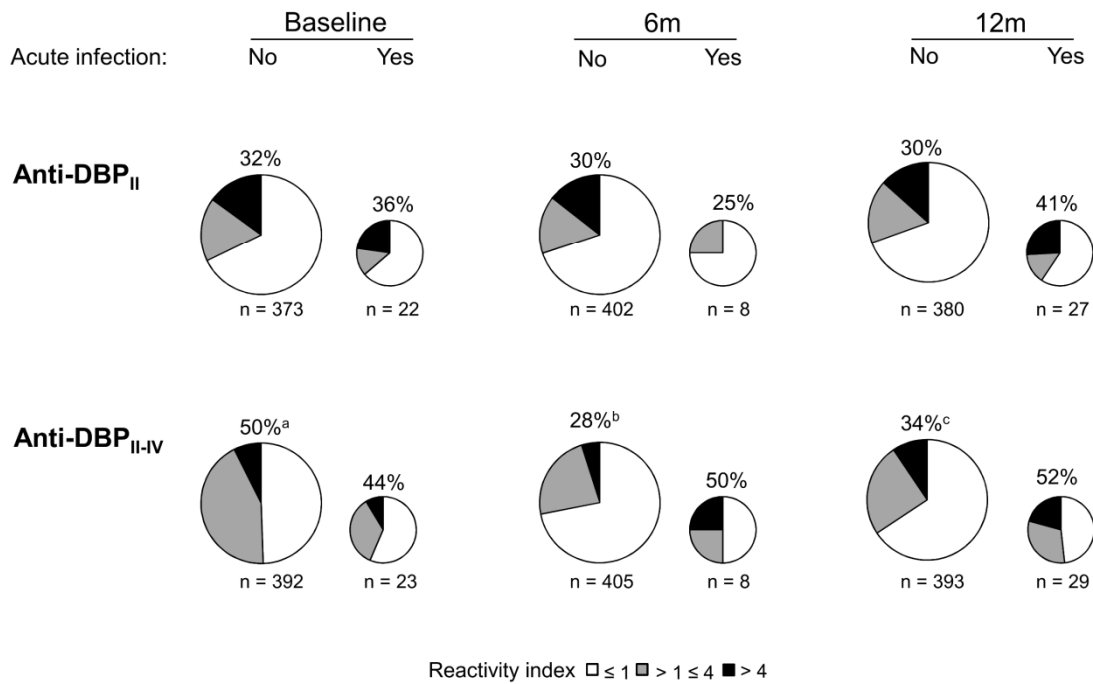 Baseline 6m 12m
Acute infection: No Yes No Yes No Yes
32% 30% 30%
Anti-DBP_II 36% 25% 41%
n = 373 n = 22 n = 402 n = 8 n = 380 n = 27
50%ᵃ 28%ᵇ 34%ᶜ
Anti-DBP_II-IV 44% 50% 52%
n = 392 n = 23 n = 405 n = 8 n = 393 n = 29
Reactivity index ≤ 1 > 1 ≤ 4 > 4